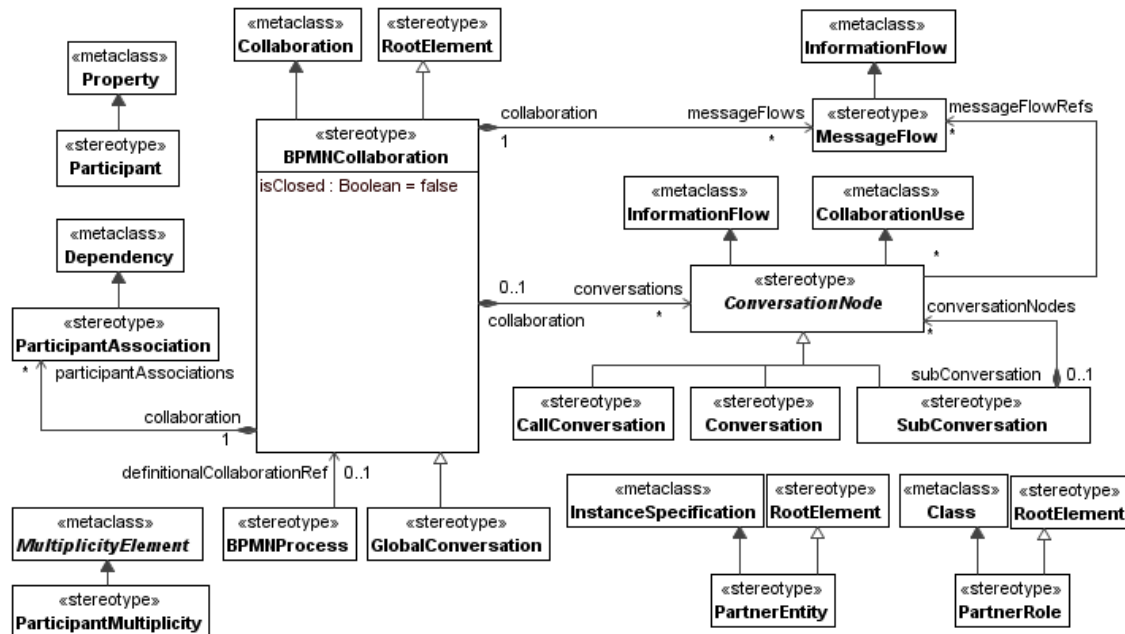 «metaclass»
Collaboration
«stereotype»
RootElement
«metaclass»
InformationFlow
«metaclass»
Property
«stereotype»
Participant
«stereotype»
BPMNCollaboration
isClosed : Boolean = false
collaboration
1
messageFlows
*
«stereotype»
MessageFlow
messageFlowRefs
*
«metaclass»
InformationFlow
«metaclass»
CollaborationUse
*
«metaclass»
Dependency
«stereotype»
ParticipantAssociation
*
participantAssociations
collaboration
1
0..1
collaboration
conversations
*
«stereotype»
ConversationNode
conversationNodes
*
subConversation
0..1
«stereotype»
CallConversation
«stereotype»
Conversation
«stereotype»
SubConversation
definitionalCollaborationRef
0..1
«stereotype»
BPMNProcess
«stereotype»
GlobalConversation
«metaclass»
MultiplicityElement
«stereotype»
ParticipantMultiplicity
«metaclass»
InstanceSpecification
«stereotype»
RootElement
«stereotype»
PartnerEntity
«metaclass»
Class
«stereotype»
RootElement
«stereotype»
PartnerRole